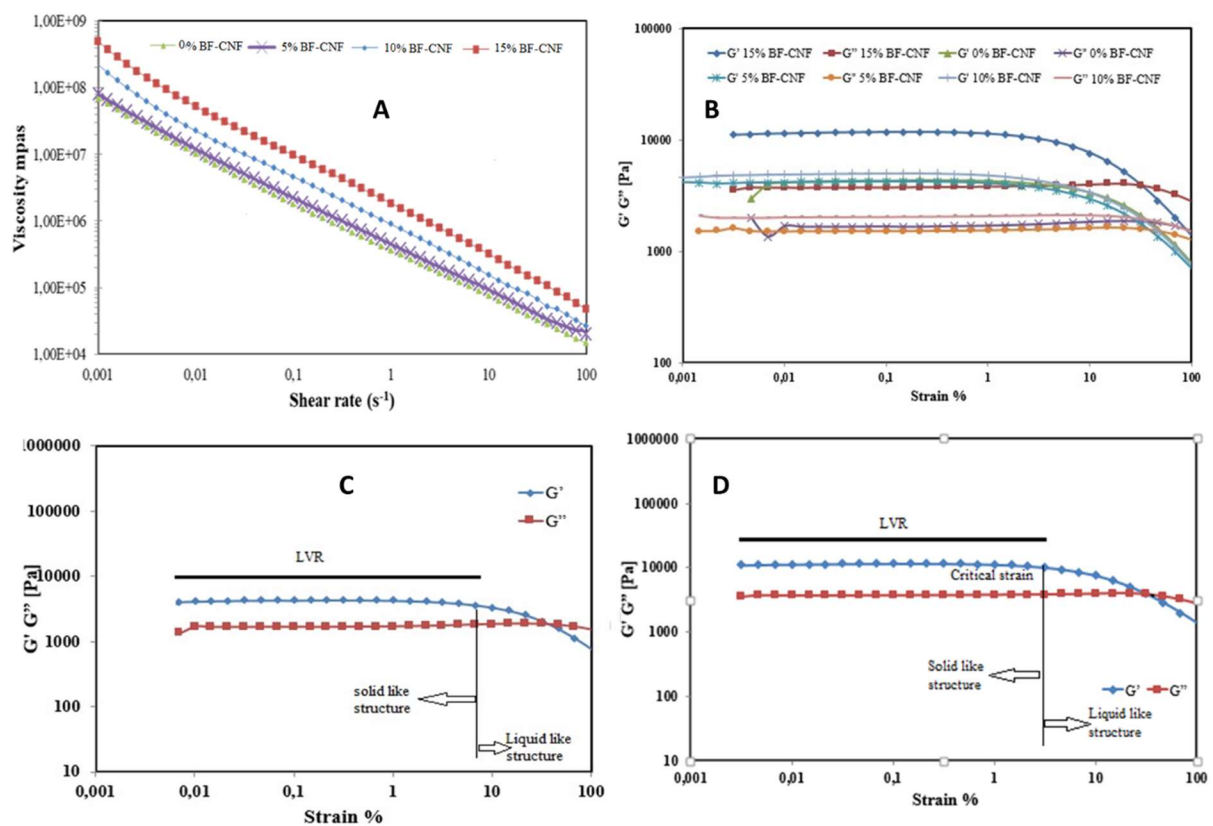 1,00E+09
1,00E+08
1,00E+07
1,00E+06
1,00E+05
1,00E+04
Viscosity mpas
0% BF-CNF 5% BF-CNF 10% BF-CNF 15% BF-CNF
A
0,001 0,01 0,1 1 10 100
Shear rate (s-1)
100000
10000
1000
100
G' G” [Pa]
G' 15% BF-CNF G” 15% BF-CNF G' 0% BF-CNF G” 0% BF-CNF
G' 5% BF-CNF G” 5% BF-CNF G' 10% BF-CNF G” 10% BF-CNF
B
0,001 0,01 0,1 1 10 100
Strain %
1000000
100000
10000
1000
100
10
G' G” [Pa]
C
G’
G”
LVR
solid like
structure
Liquid like
structure
0,001 0,01 0,1 1 10 100
Strain %
1000000
100000
10000
1000
100
10
G' G” [Pa]
D
LVR
Critical strain
Solid like
structure
G’ G”
Liquid like
structure
0,001 0,01 0,1 1 10 100
Strain %